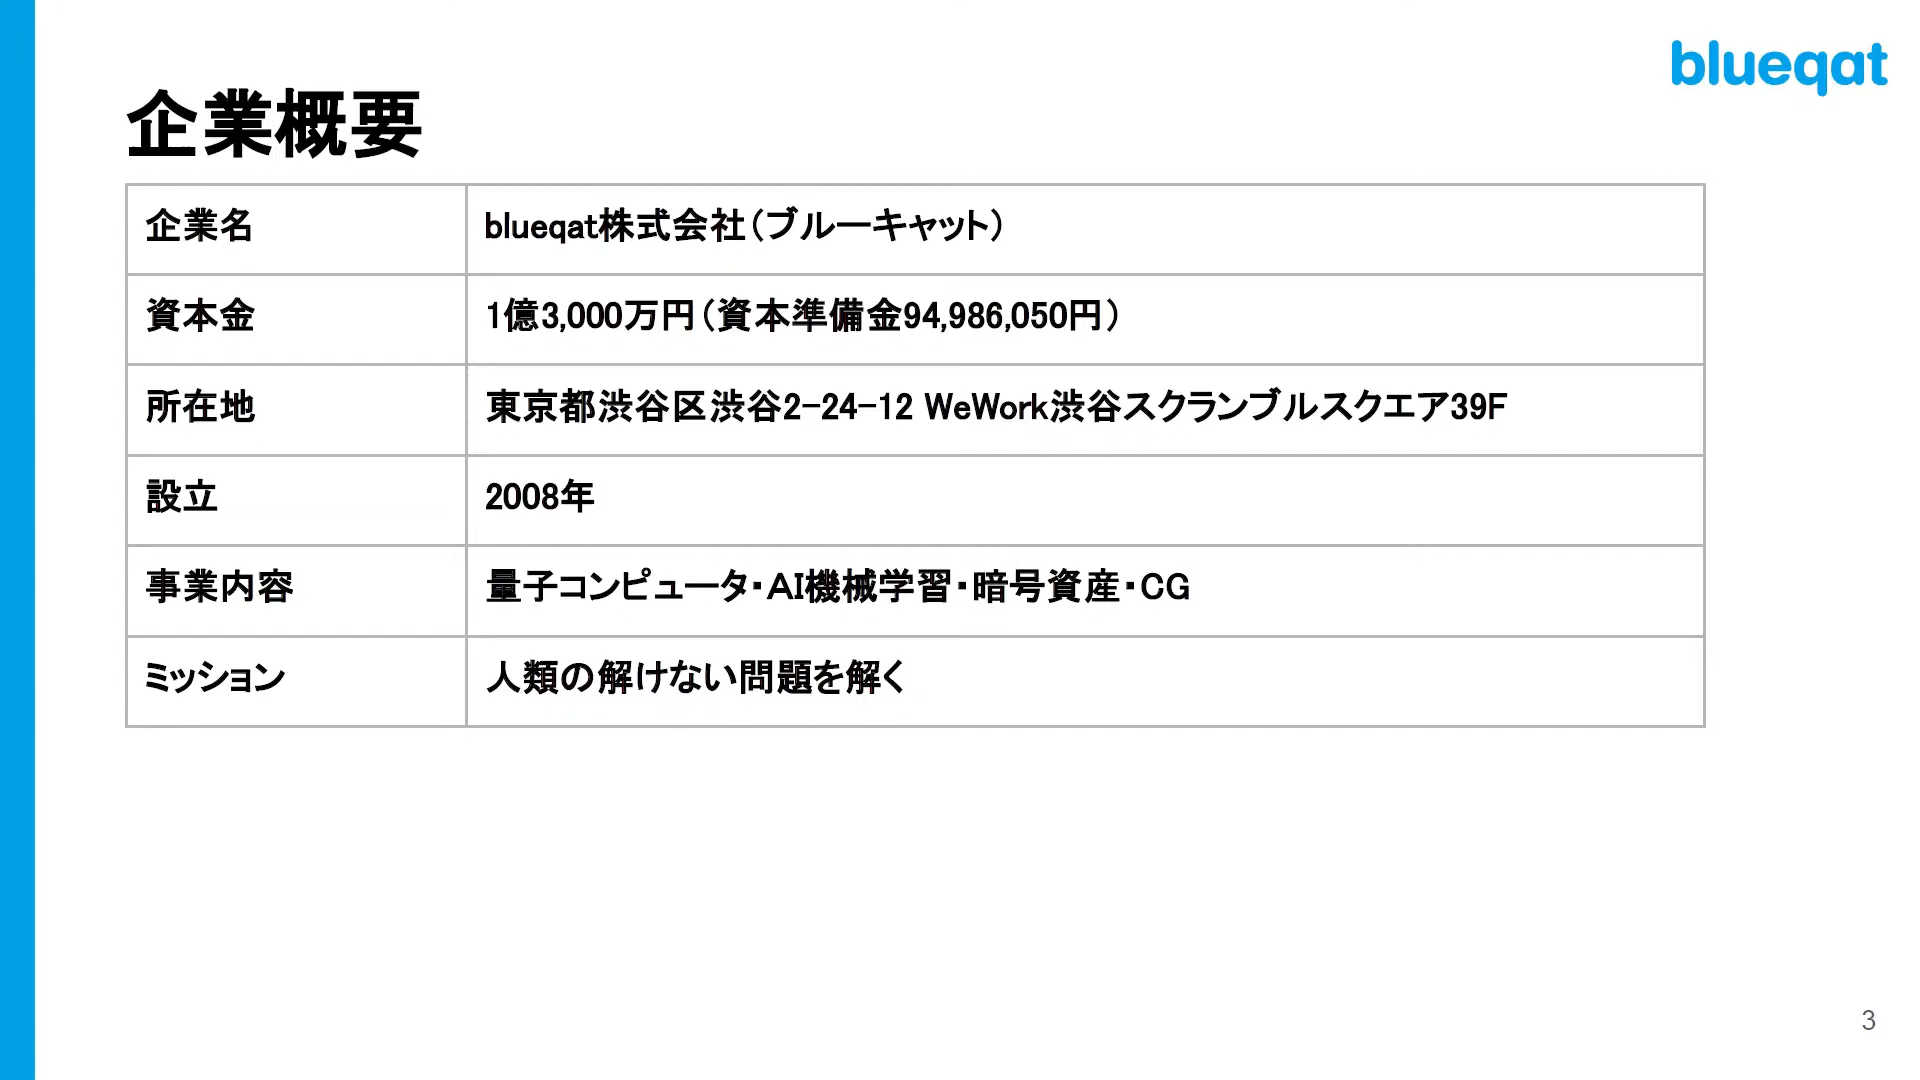 blueqat
企業概要
企業名 blueqat株式会社（ブルーキャット）
資本金 1億3,000万円（資本準備金94,986,050円）
所在地 東京都渋谷区渋谷2-24-12 WeWork渋谷スクランブルスクエア39F
設立 2008年
事業内容 量子コンピュータ・AI機械学習・暗号資産・CG
ミッション 人類の解けない問題を解く
3